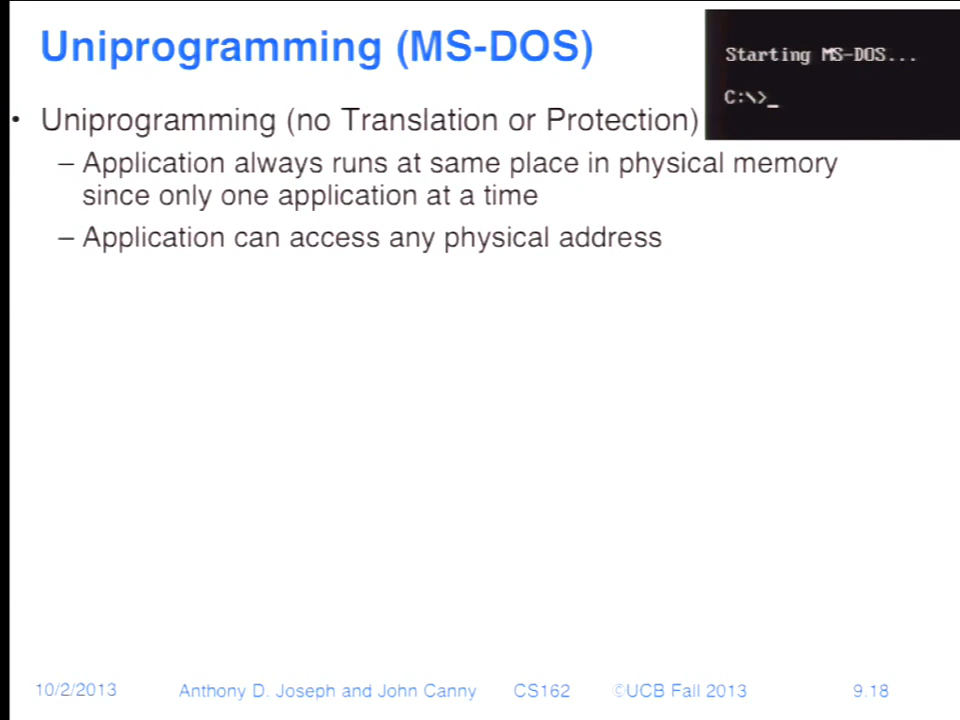 Uniprogramming (MS-DOS)
Starting MS-DOS...
C:\>_
• Uniprogramming (no Translation or Protection)
– Application always runs at same place in physical memory
since only one application at a time
– Application can access any physical address
10/2/2013 Anthony D. Joseph and John Canny CS162 ©UCB Fall 2013 9.18